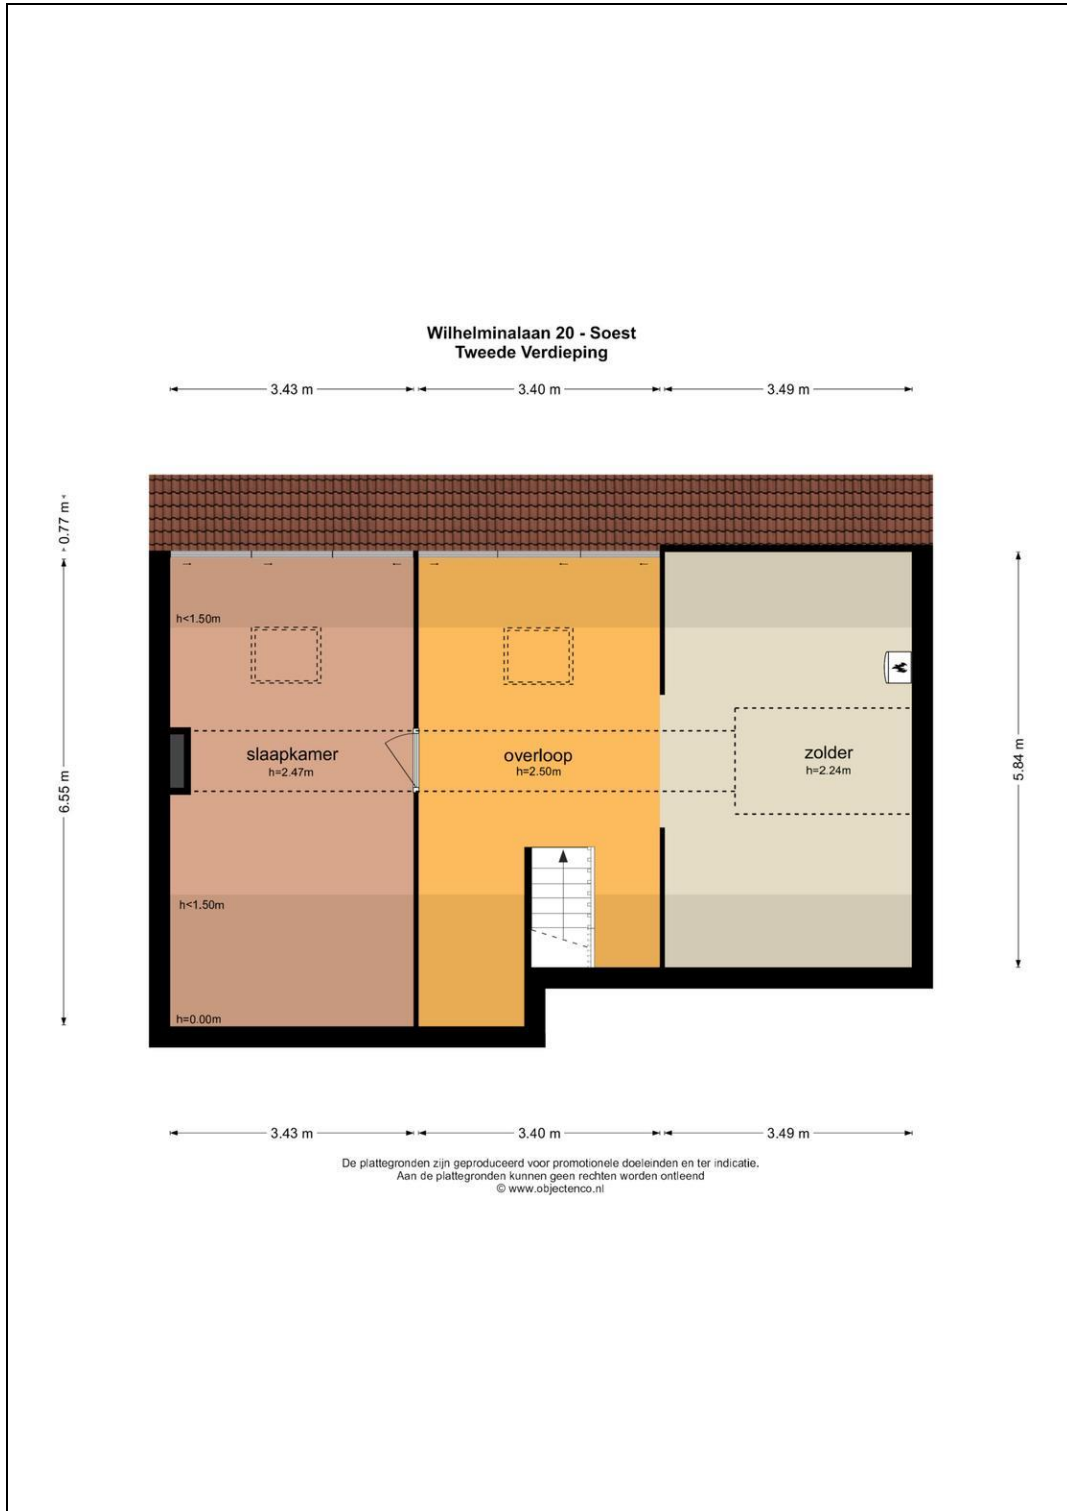 Wilhelminalaan 20 - Soest
Tweede Verdieping
3.43 m
3.40 m
3.49 m
0.77 m
h<1.50m
slaapkamer
h=2.47m
overloop
h=2.50m
zolder
h=2.24m
6.55 m
5.84 m
h<1.50m
h=0.00m
3.43 m
3.40 m
3.49 m
De plattegronden zijn geproduceerd voor promotionele doeleinden en ter indicatie.
Aan de plattegronden kunnen geen rechten worden ontleend
© www.objectenco.nl